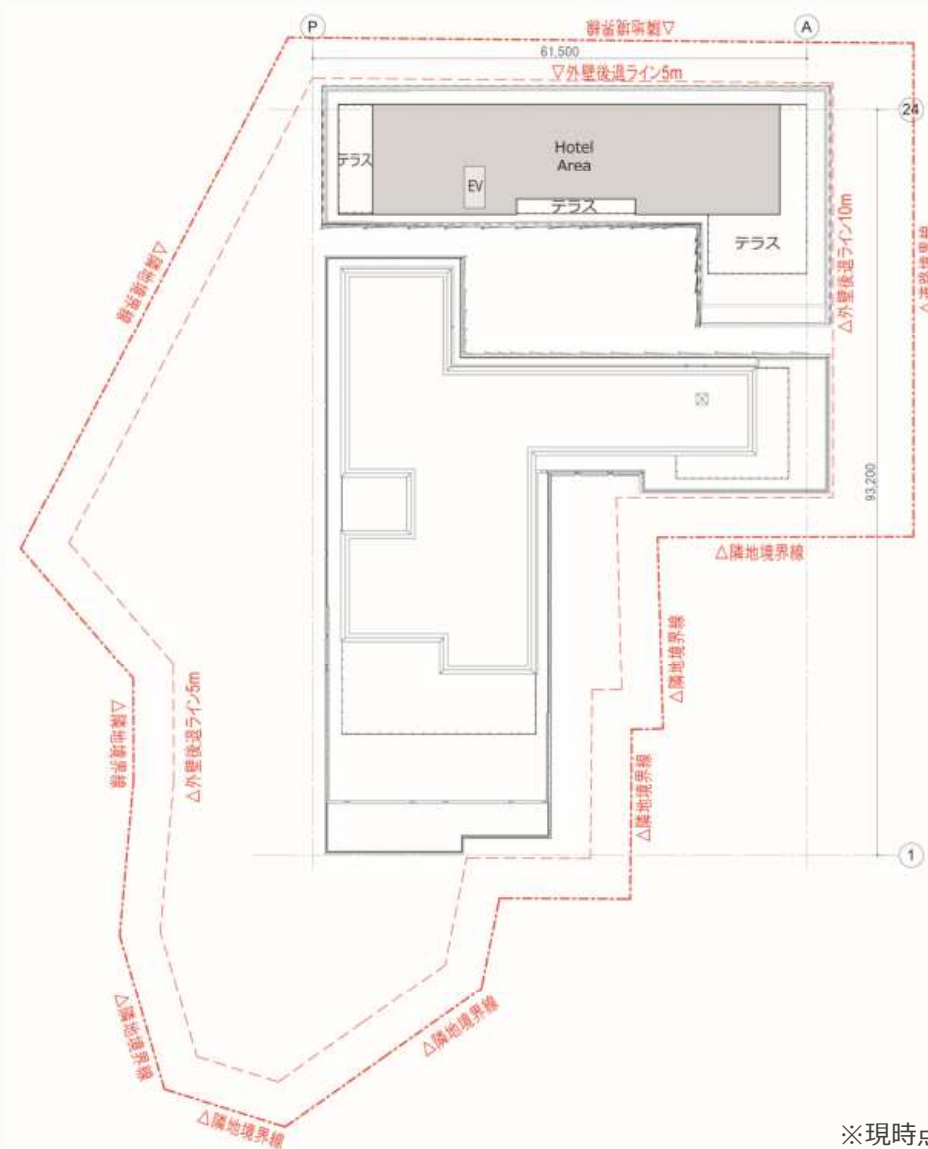 P
A
△隣地境界線
61,500
▽外壁後退ライン5m
24
Hotel
Area
テラス
EV
テラス
テラス
△外壁後退ライン10m
△道路境界線
△隣地境界線
93,200
△隣地境界線
△隣地境界線
△外壁後退ライン5m
△隣地境界線
△隣地境界線
1
△隣地境界線
△隣地境界線
△隣地境界線
※現時点